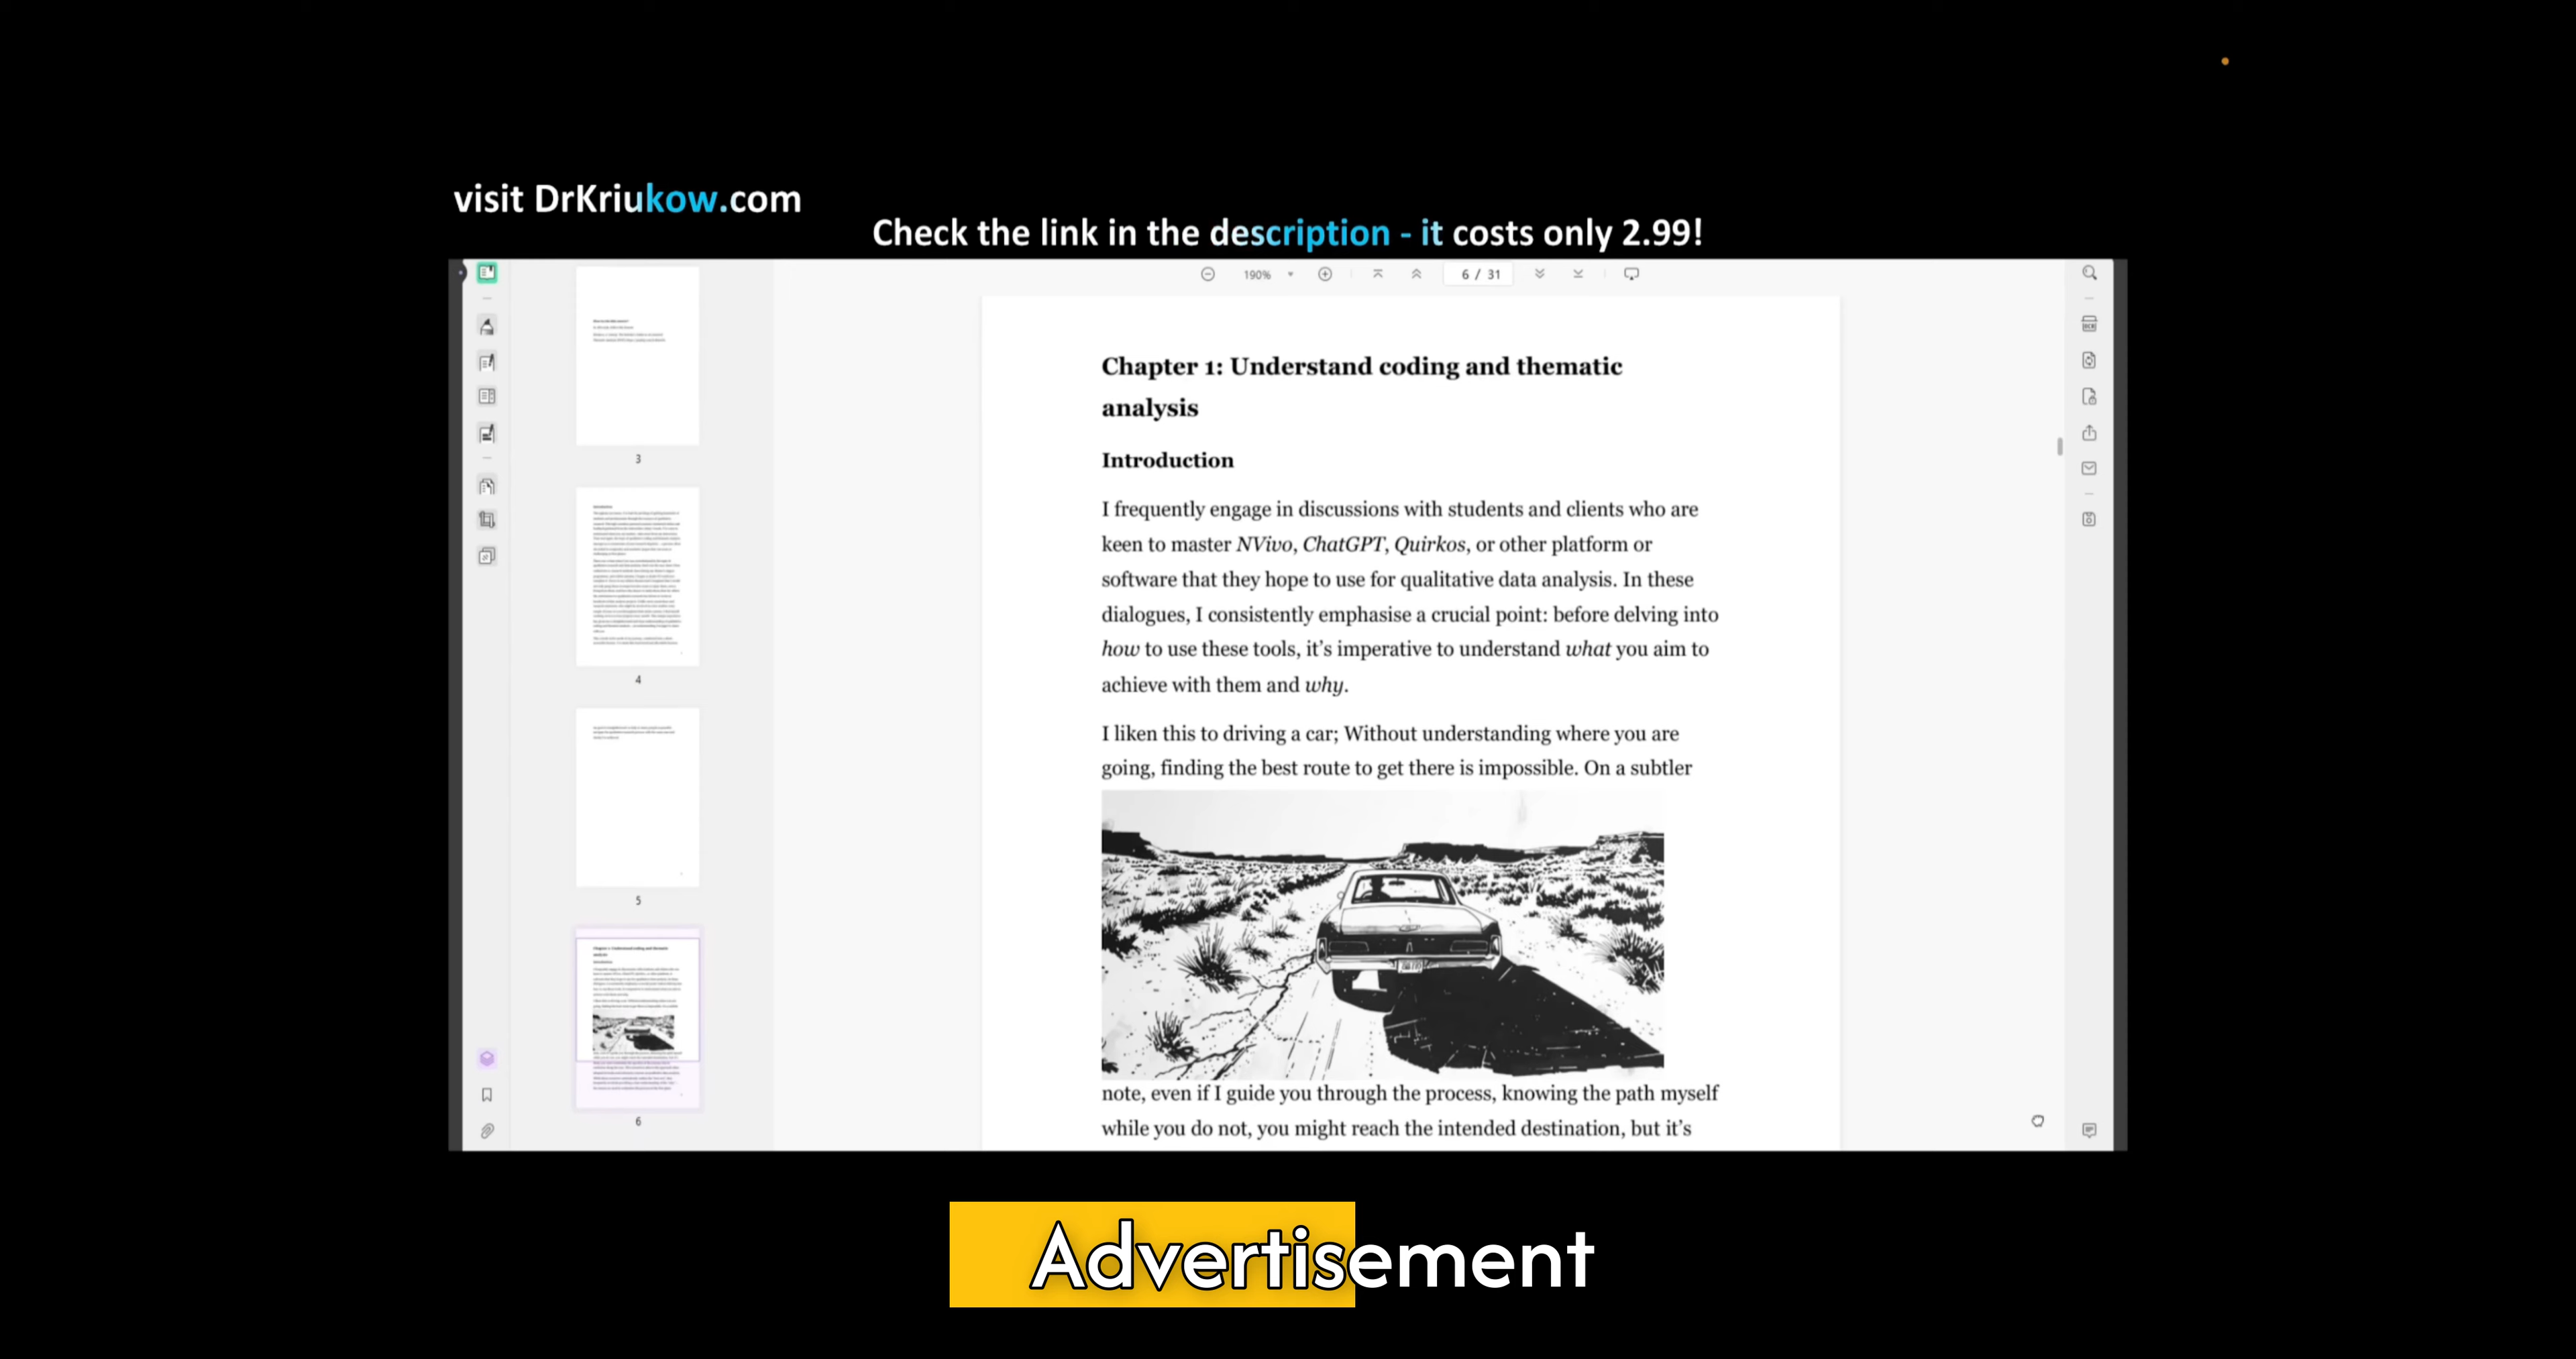 visit DrKriukow.com
Check the link in the description - it costs only 2.99!
190%
6 / 31
3
4
5
6
Chapter 1: Understand coding and thematic
analysis
Introduction
I frequently engage in discussions with students and clients who are
keen to master NVivo, ChatGPT, Quirkos, or other platform or
software that they hope to use for qualitative data analysis. In these
dialogues, I consistently emphasise a crucial point: before delving into
how to use these tools, it's imperative to understand what you aim to
achieve with them and why.
I liken this to driving a car; Without understanding where you are
going, finding the best route to get there is impossible. On a subtler
note, even if I guide you through the process, knowing the path myself
while you do not, you might reach the intended destination, but it's
Advertisement